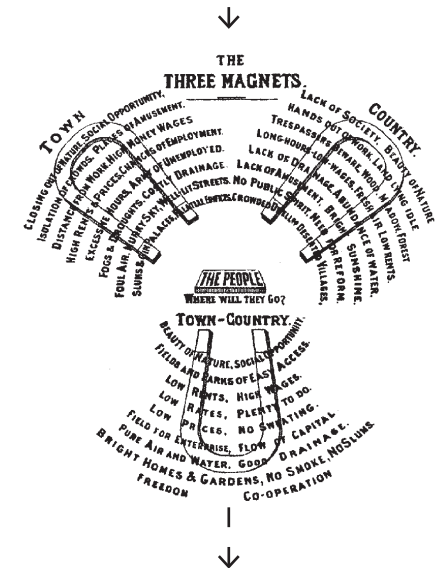 THE
THREE MAGNETS.
TOWN
CLOSING OUT OF NATURE. SOCIAL OPPORTUNITY.
ISOLATION OF CROWDS. PLACES OF AMUSEMENT.
DISTANCE FROM WORK. HIGH MONEY WAGES
HIGH RENTS & PRICES CHANCES OF EMPLOYMENT.
EXCESSIVE HOURS. ARMY OF UNEMPLOYED.
FOGS & DROUGHTS. COSTLY DRAINAGE.
FOUL AIR. MURKY SKY. WELL-LIT STREETS.
SLUMS & GIN PALACES. PALATIAL EDIFICES.
COUNTRY.
LACK OF SOCIETY. BEAUTY OF NATURE
HANDS OUT OF WORK. LAND LYING IDLE
TRESPASSERS BEWARE. WOOD, MEADOW, FOREST
LONG HOURS-LOW WAGES. FRESH AIR. LOW RENTS.
LACK OF DRAINAGE. ABUNDANCE OF WATER.
LACK OF AMUSEMENT. BRIGHT SUNSHINE.
NO PUBLIC SPIRIT. NEED FOR REFORM.
CROWDED DWELLINGS. DESERTED VILLAGES.
THE PEOPLE
WHERE WILL THEY GO?
TOWN-COUNTRY.
BEAUTY OF NATURE, SOCIAL OPPORTUNITY.
FIELDS AND PARKS OF EASY ACCESS.
LOW RENTS, HIGH WAGES.
LOW RATES, PLENTY TO DO.
LOW PRICES, NO SWEATING.
FIELD FOR ENTERPRISE, FLOW OF CAPITAL
PURE AIR AND WATER, GOOD DRAINAGE.
BRIGHT HOMES & GARDENS, NO SMOKE, NO SLUMS.
FREEDOM CO-OPERATION